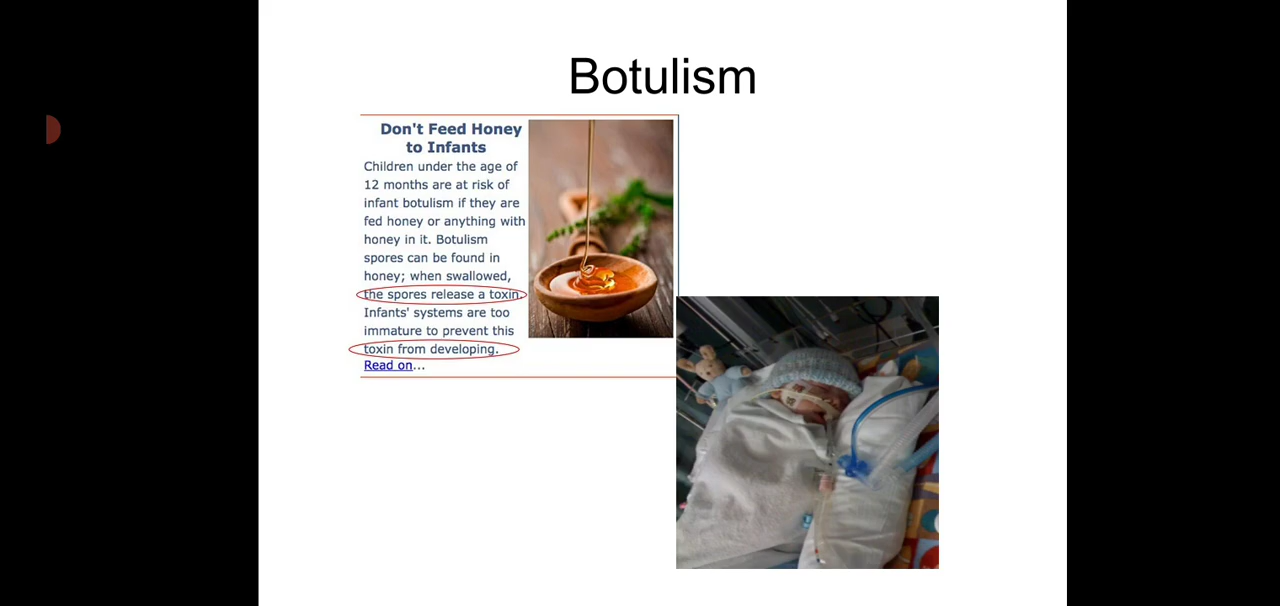 Botulism
Don't Feed Honey
to Infants
Children under the age of
12 months are at risk of
infant botulism if they are
fed honey or anything with
honey in it. Botulism
spores can be found in
honey; when swallowed,
the spores release a toxin.
Infants' systems are too
immature to prevent this
toxin from developing.
Read on...